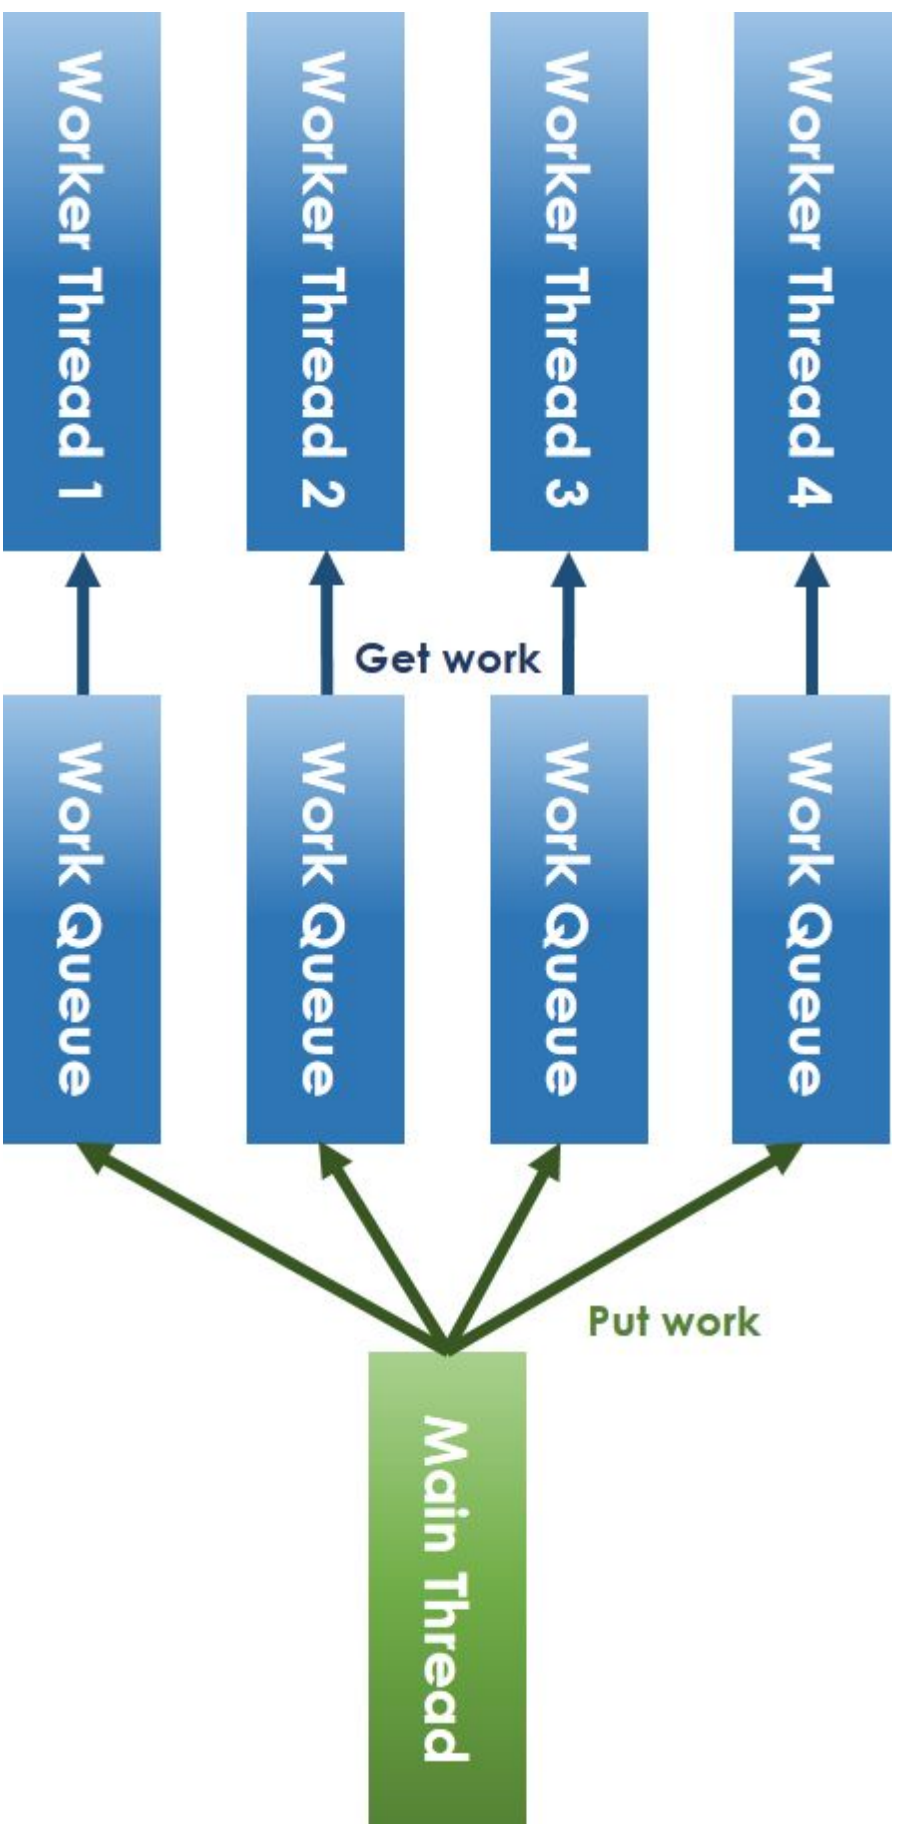 Worker Thread 1
Worker Thread 2
Worker Thread 3
Worker Thread 4
Get work
Work Queue
Work Queue
Work Queue
Work Queue
Put work
Main Thread